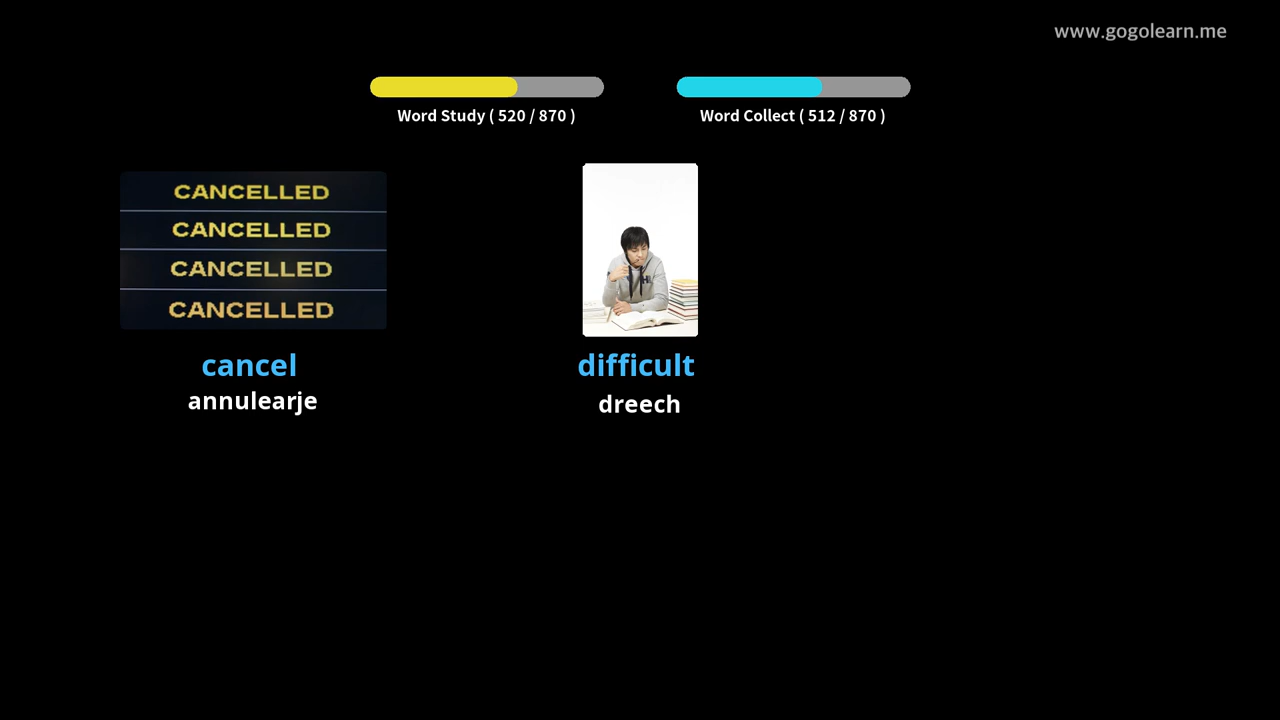 www.gogolearn.me
Word Study ( 520 / 870 )
Word Collect ( 512 / 870 )
CANCELLED
CANCELLED
CANCELLED
CANCELLED
cancel
annulearje
difficult
dreech